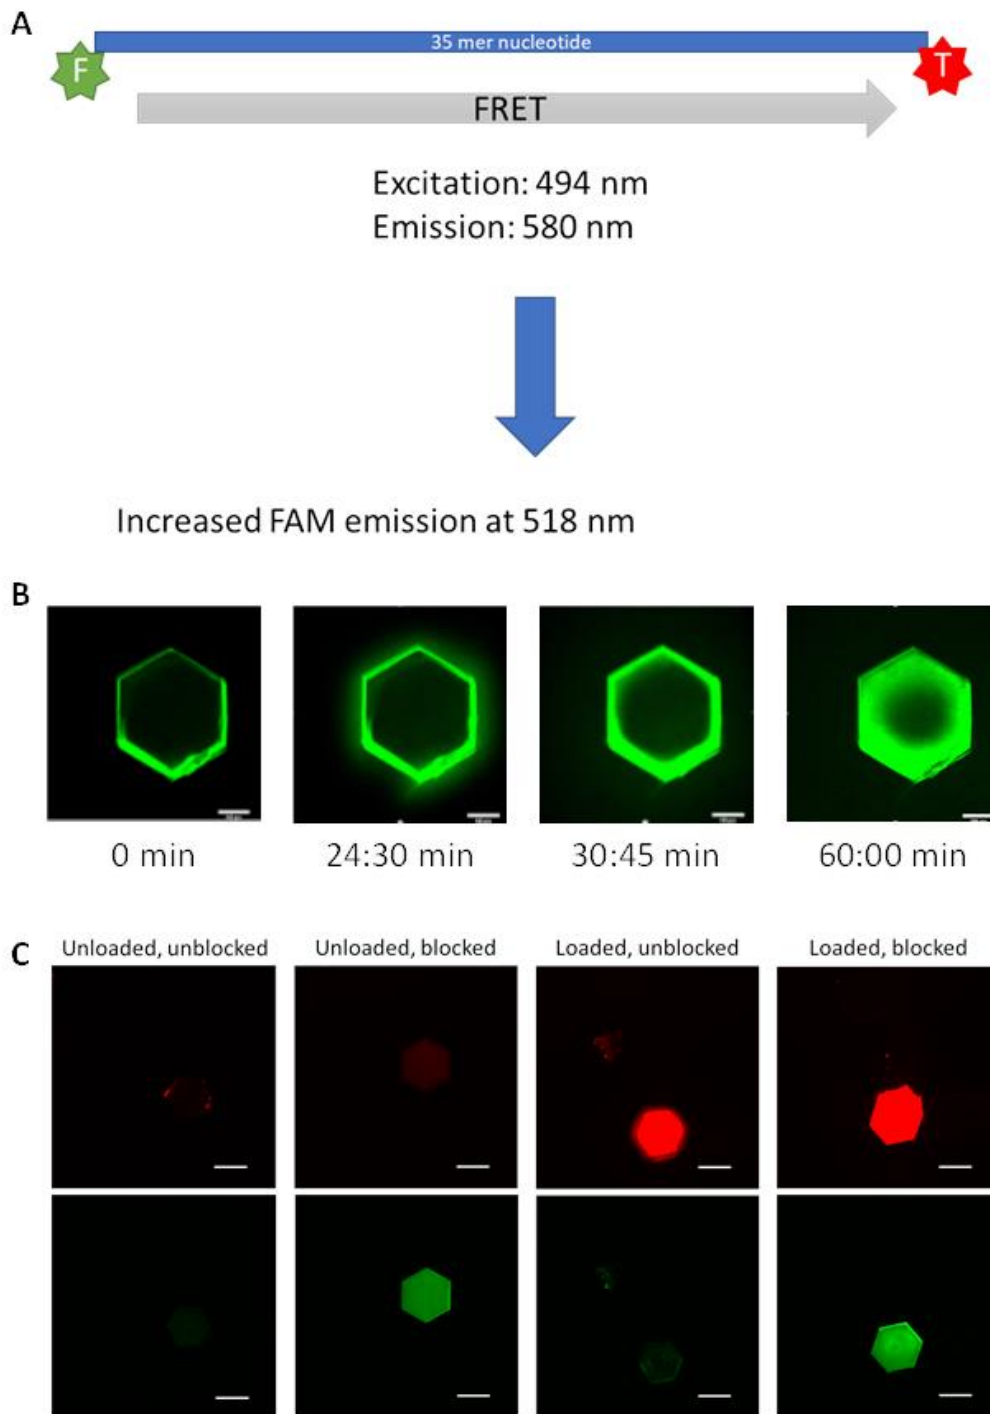 A
35 mer nucleotide
F
T
FRET
Excitation: 494 nm
Emission: 580 nm
Increased FAM emission at 518 nm
B
0 min
24:30 min
30:45 min
60:00 min
C
Unloaded, unblocked
Unloaded, blocked
Loaded, unblocked
Loaded, blocked